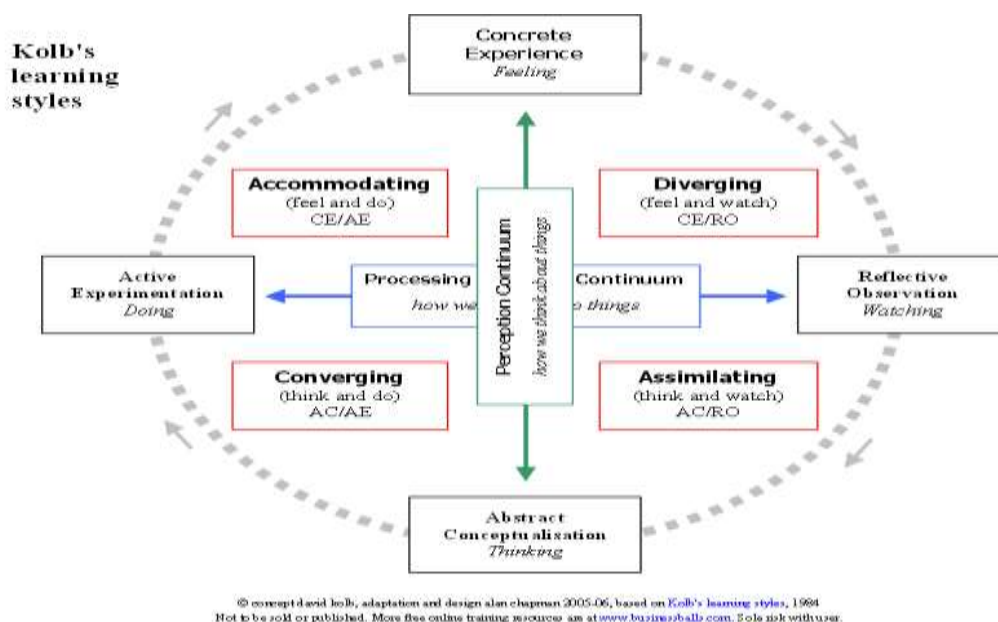 Kolb's
learning
styles
Concrete
Experience
Feeling
Accommodating
(feel and do)
CE/AE
Diverging
(feel and watch)
CE/RO
Active
Experimentation
Doing
Processing
how we
Continuum
o things
Perception Continuum
how we think about things
Reflective
Observation
Watching
Converging
(think and do)
AC/AE
Assimilating
(think and watch)
AC/RO
Abstract
Conceptualisation
Thinking
© concept david kolb, adaptation and design alan chapman 2005-06, based on Kolb's learning styles, 1984
Not to be sold or published. More free online training resources are at www.businessballs.com. Sole risk with user.